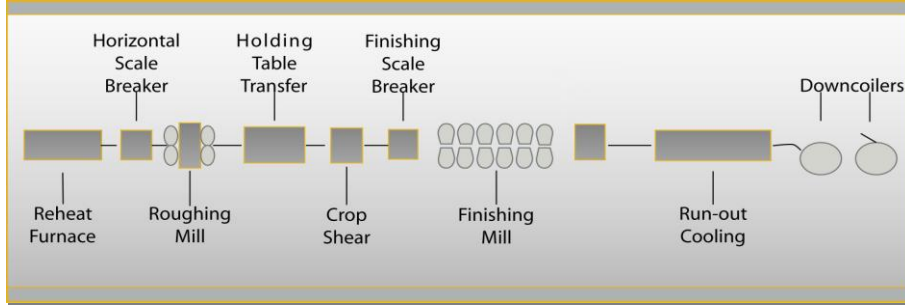 Horizontal
Scale
Breaker
Holding
Table
Transfer
Finishing
Scale
Breaker
Downcoilers
Reheat
Furnace
Roughing
Mill
Crop
Shear
Finishing
Mill
Run-out
Cooling